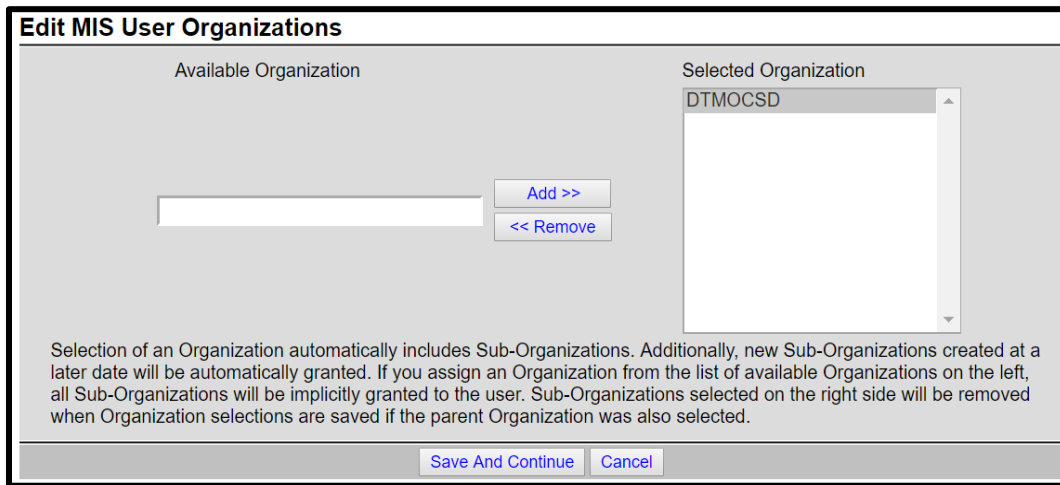 Edit MIS User Organizations
Available Organization
Selected Organization
DTMOCSD
Add >>
<< Remove
Selection of an Organization automatically includes Sub-Organizations. Additionally, new Sub-Organizations created at a
later date will be automatically granted. If you assign an Organization from the list of available Organizations on the left,
all Sub-Organizations will be implicitly granted to the user. Sub-Organizations selected on the right side will be removed
when Organization selections are saved if the parent Organization was also selected.
Save And Continue
Cancel